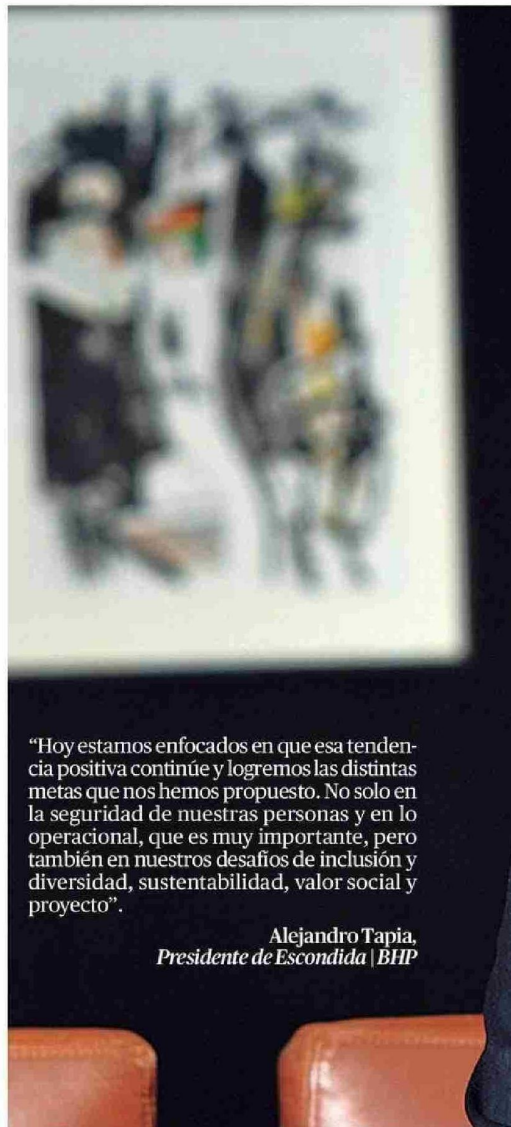 “Hoy estamos enfocados en que esa tenden-
cia positiva continúe y logremos las distintas
metas que nos hemos propuesto. No solo en
la seguridad de nuestras personas y en lo
operacional, que es muy importante, pero
también en nuestros desafíos de inclusión y
diversidad, sustentabilidad, valor social y
proyecto”.
Alejandro Tapia,
Presidente de Escondida | BHP